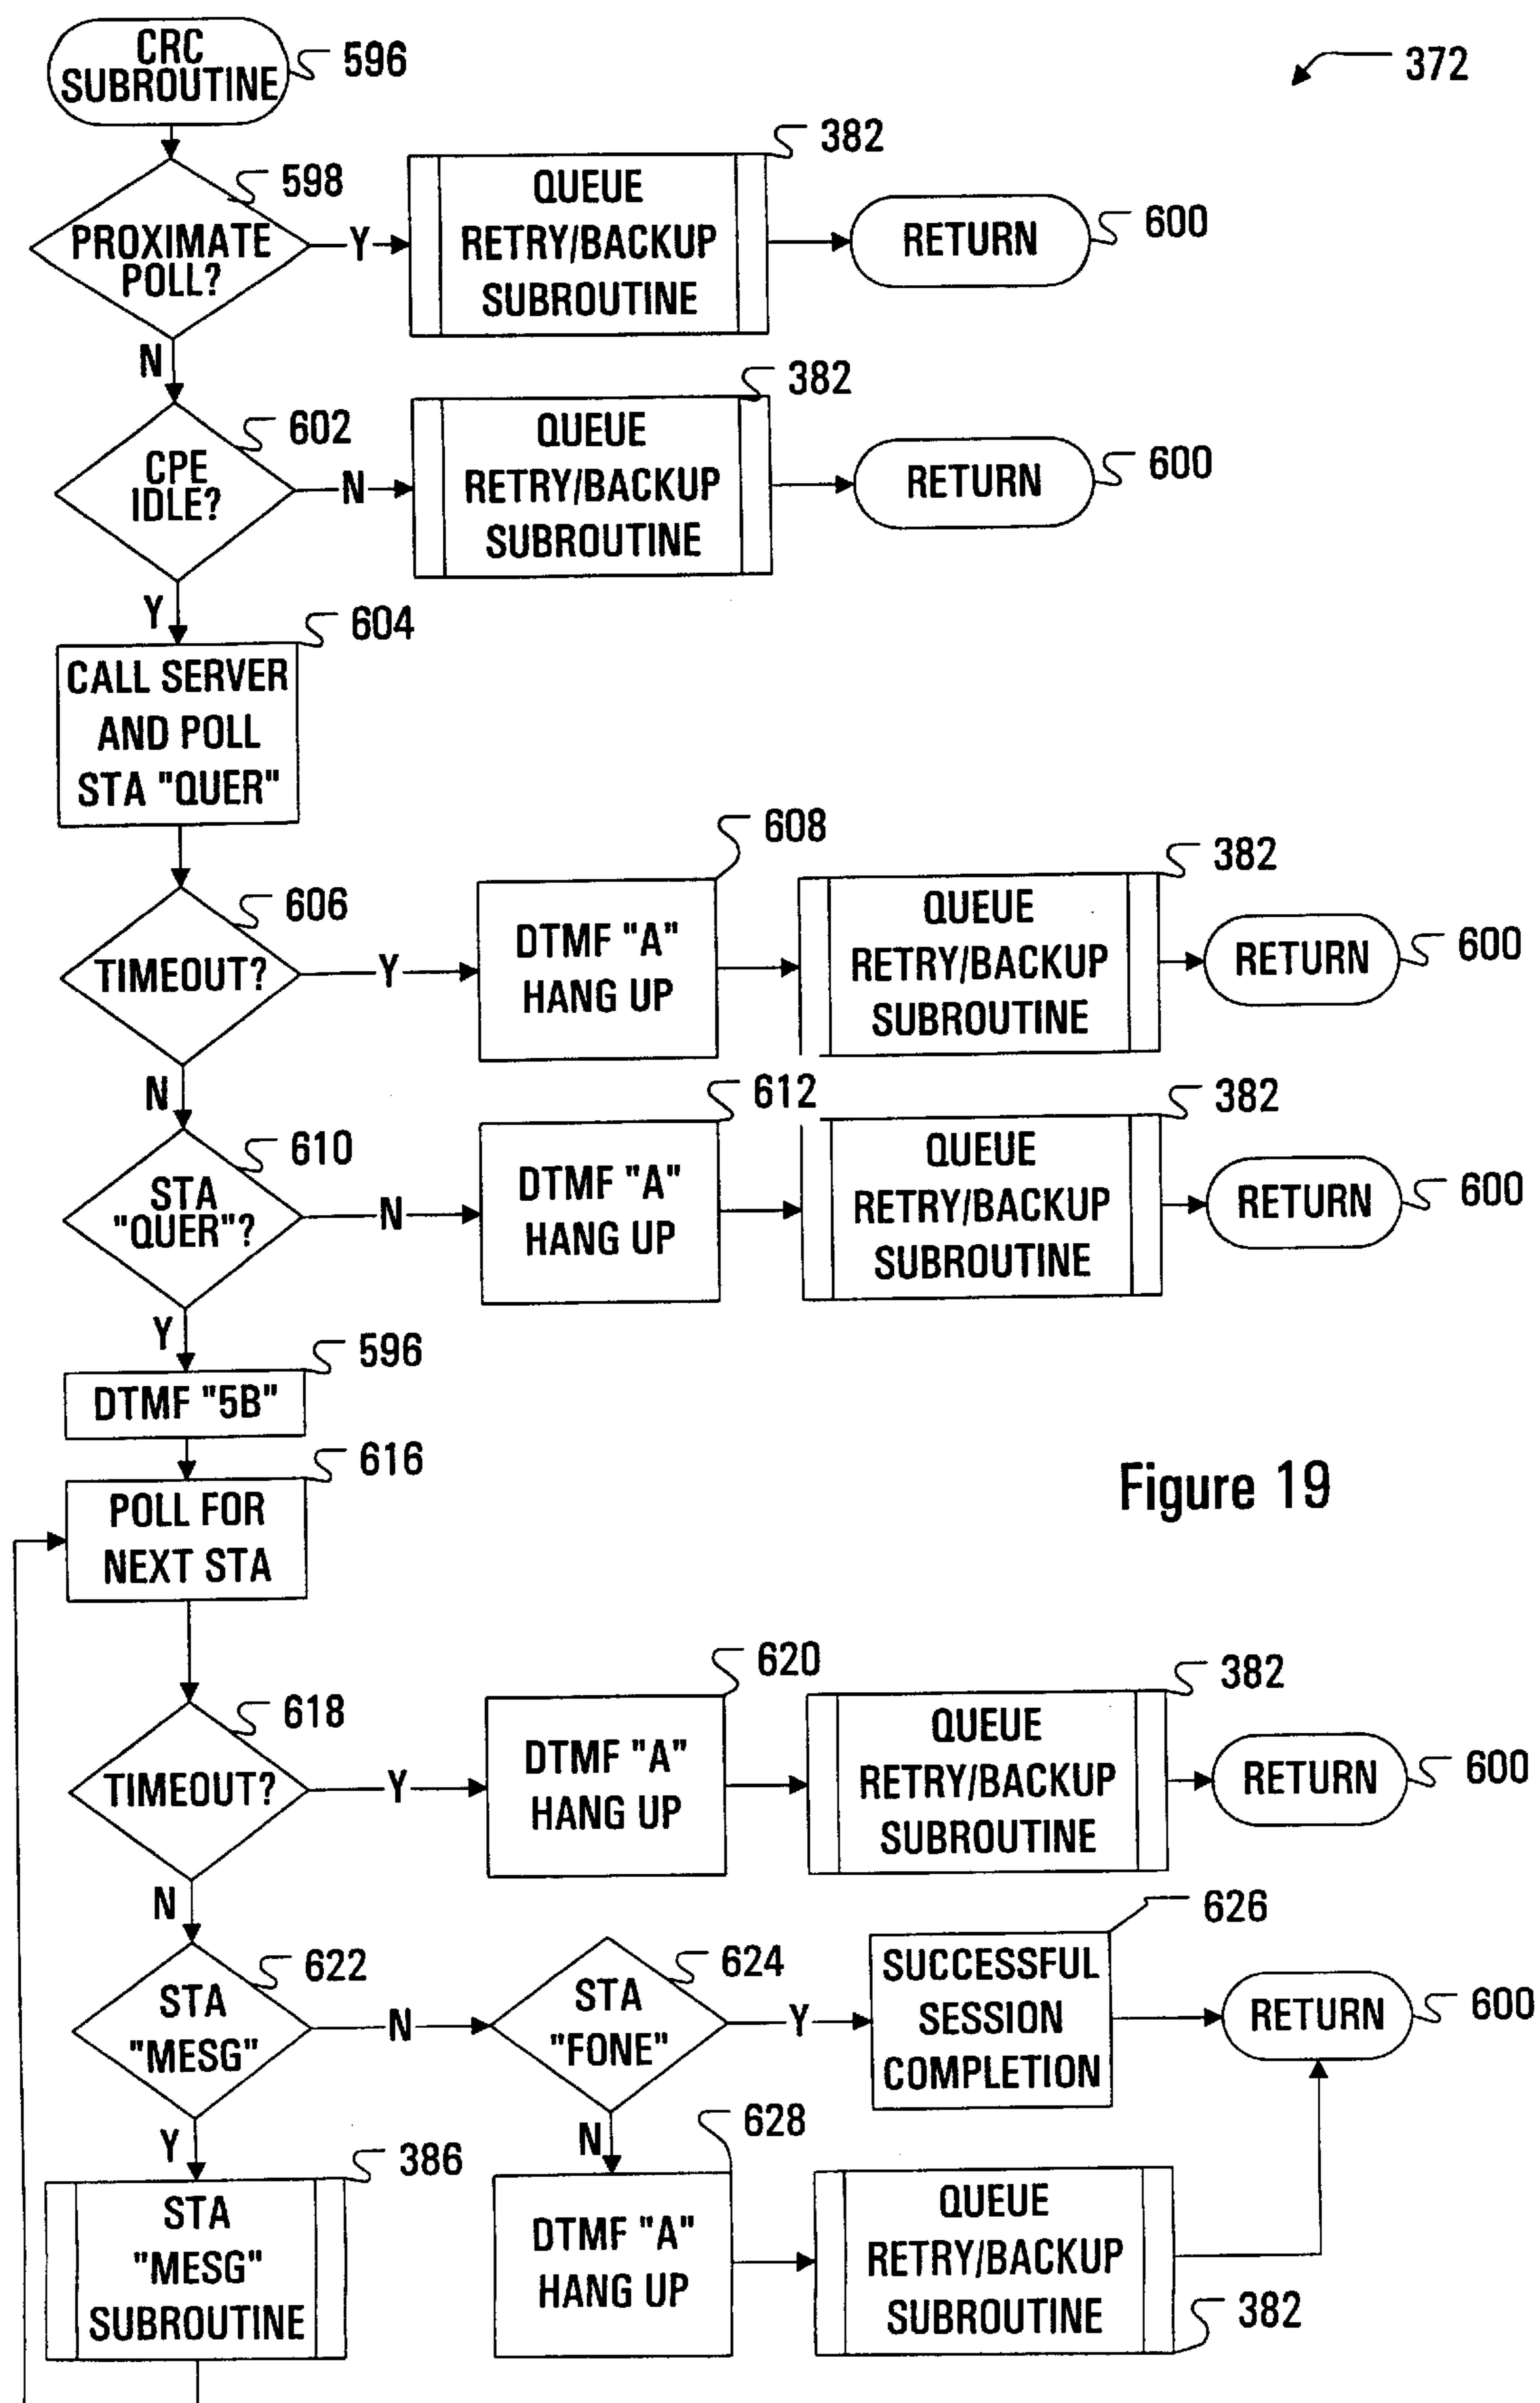 CRC
SUBROUTINE
596
372
598
PROXIMATE
POLL?
Y
382
QUEUE
RETRY/BACKUP
SUBROUTINE
RETURN
600
N
602
CPE
IDLE?
N
382
QUEUE
RETRY/BACKUP
SUBROUTINE
RETURN
600
Y
604
CALL SERVER
AND POLL
STA "QUER"
606
TIMEOUT?
Y
608
DTMF "A"
HANG UP
382
QUEUE
RETRY/BACKUP
SUBROUTINE
RETURN
600
N
610
STA
"QUER"?
N
612
DTMF "A"
HANG UP
382
QUEUE
RETRY/BACKUP
SUBROUTINE
RETURN
600
Y
596
DTMF "5B"
616
POLL FOR
NEXT STA
Figure 19
618
TIMEOUT?
Y
620
DTMF "A"
HANG UP
382
QUEUE
RETRY/BACKUP
SUBROUTINE
RETURN
600
N
622
STA
"MESG"
N
624
STA
"FONE"
Y
626
SUCCESSFUL
SESSION
COMPLETION
RETURN
600
Y
386
STA
"MESG"
SUBROUTINE
N
628
DTMF "A"
HANG UP
QUEUE
RETRY/BACKUP
SUBROUTINE
382